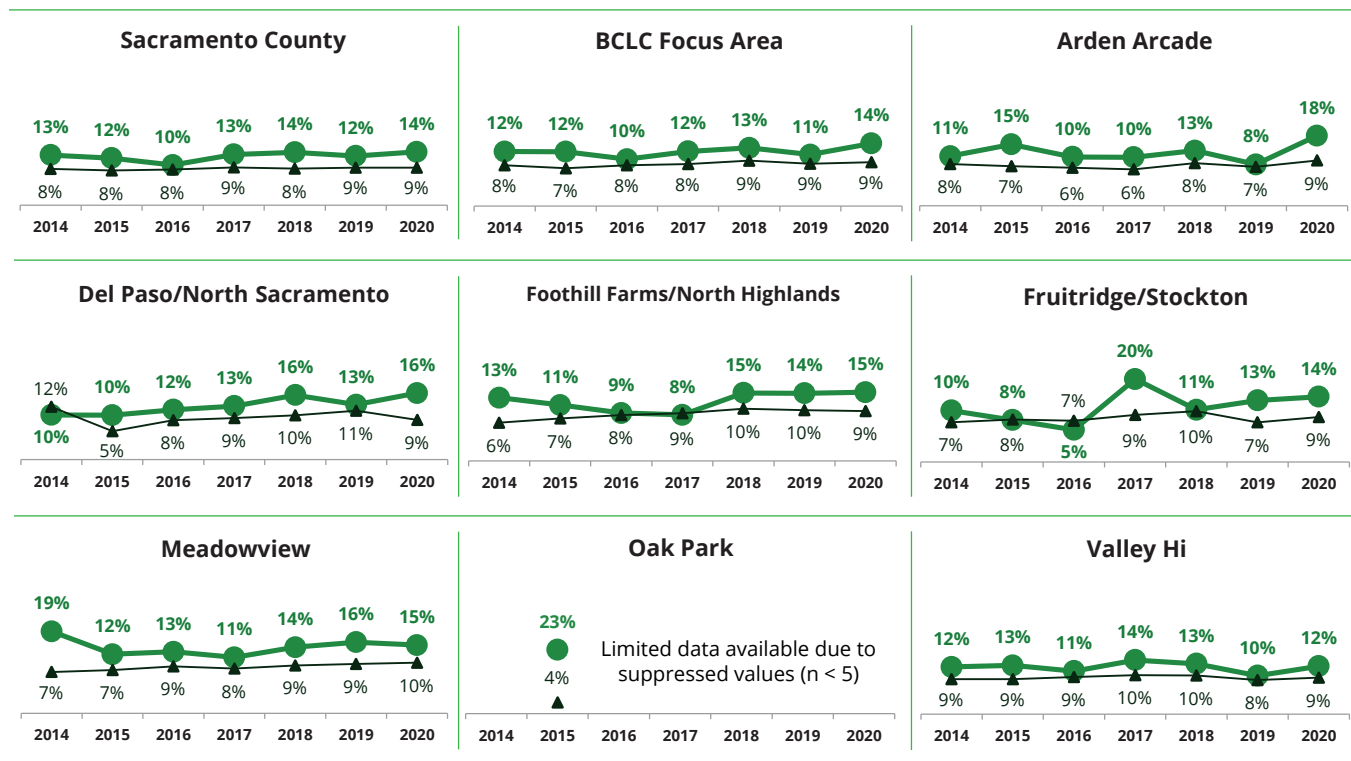 Sacramento County
13% 12% 10% 13% 14% 12% 14%
8% 8% 8% 9% 8% 9% 9%
2014 2015 2016 2017 2018 2019 2020
BCLC Focus Area
12% 12% 10% 12% 13% 11% 14%
8% 7% 8% 8% 9% 9% 9%
2014 2015 2016 2017 2018 2019 2020
Arden Arcade
11% 15% 10% 10% 13% 8% 18%
8% 7% 6% 6% 8% 7% 9%
2014 2015 2016 2017 2018 2019 2020
Del Paso/North Sacramento
12% 10% 12% 13% 16% 13% 16%
10% 5% 8% 9% 10% 11% 9%
2014 2015 2016 2017 2018 2019 2020
Foothill Farms/North Highlands
13% 11% 9% 8% 15% 14% 15%
6% 7% 8% 9% 10% 10% 9%
2014 2015 2016 2017 2018 2019 2020
Fruitridge/Stockton
10% 8% 7% 20% 11% 13% 14%
7% 8% 5% 9% 10% 7% 9%
2014 2015 2016 2017 2018 2019 2020
Meadowview
19% 12% 13% 11% 14% 16% 15%
7% 7% 9% 8% 9% 9% 10%
2014 2015 2016 2017 2018 2019 2020
Oak Park
23%
4%
Limited data available due to
suppressed values (n < 5)
2014 2015 2016 2017 2018 2019 2020
Valley Hi
12% 13% 11% 14% 13% 10% 12%
9% 9% 9% 10% 10% 8% 9%
2014 2015 2016 2017 2018 2019 2020